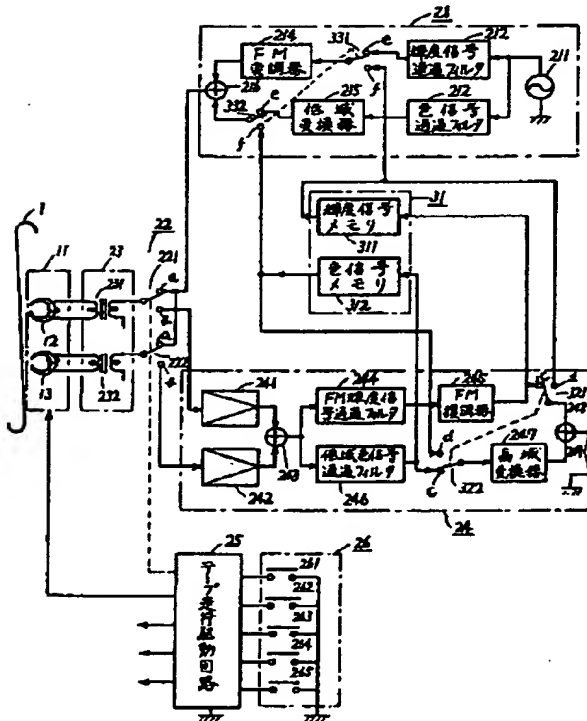 21
214
FM
変調器
216
331
e
f
輝度信号
通過フィルタ
212
211
e
332
f
215
低域
変換器
212
色信号
通過フィルタ
31
輝度信号
メモリ
311
色信号
メモリ
312
1
11
12
13
23
231
232
22
221
a
a
222
241
242
243
244
FM輝度信
号通過フィルタ
245
FM
復調器
低域色信号
通過フィルタ
246
d
c
322
247
高域
変換器
d
321
248
249
24
25
テープ走行駆動回路
26
261
262
263
264
265